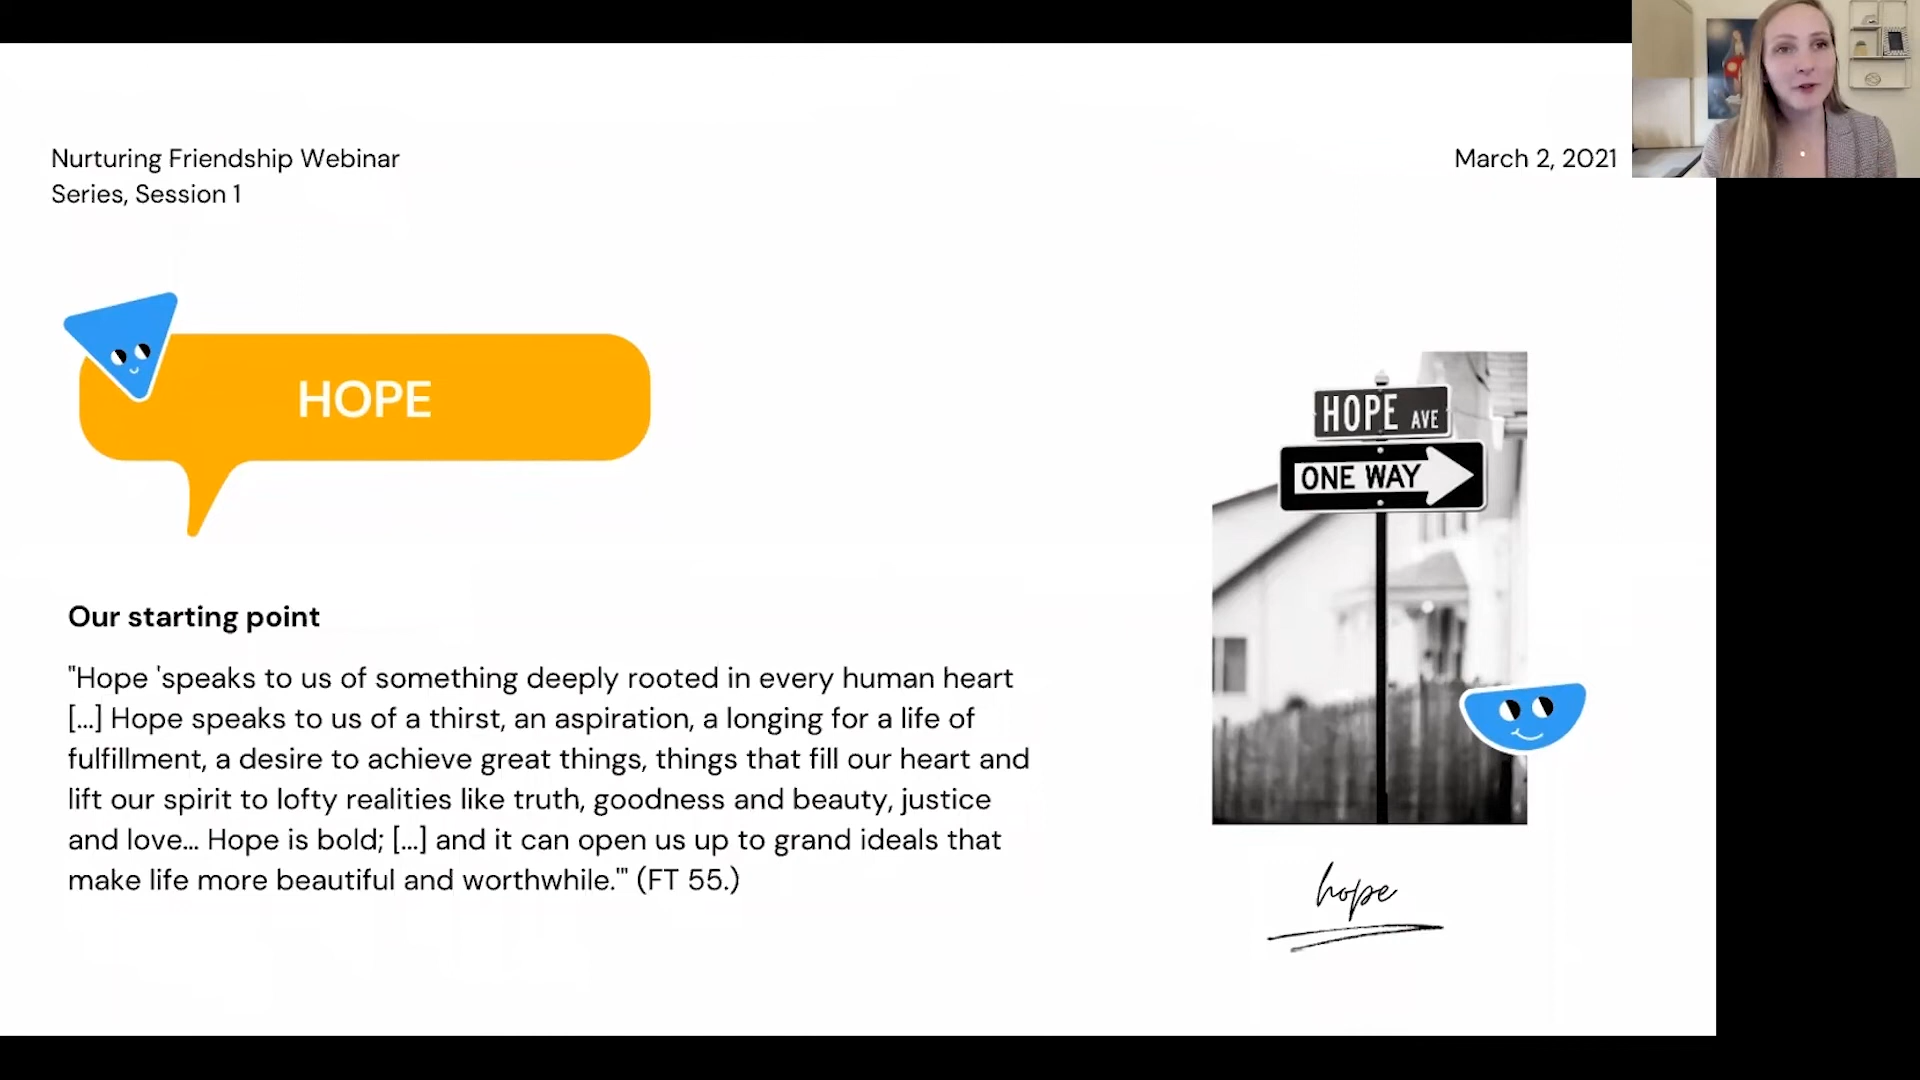 Nurturing Friendship Webinar
Series, Session 1
March 2, 2021
HOPE
Our starting point
"Hope 'speaks to us of something deeply rooted in every human heart
[...] Hope speaks to us of a thirst, an aspiration, a longing for a life of
fulfillment, a desire to achieve great things, things that fill our heart and
lift our spirit to lofty realities like truth, goodness and beauty, justice
and love... Hope is bold; [...] and it can open us up to grand ideals that
make life more beautiful and worthwhile.'" (FT 55.)
HOPE AVE
ONE WAY
hope